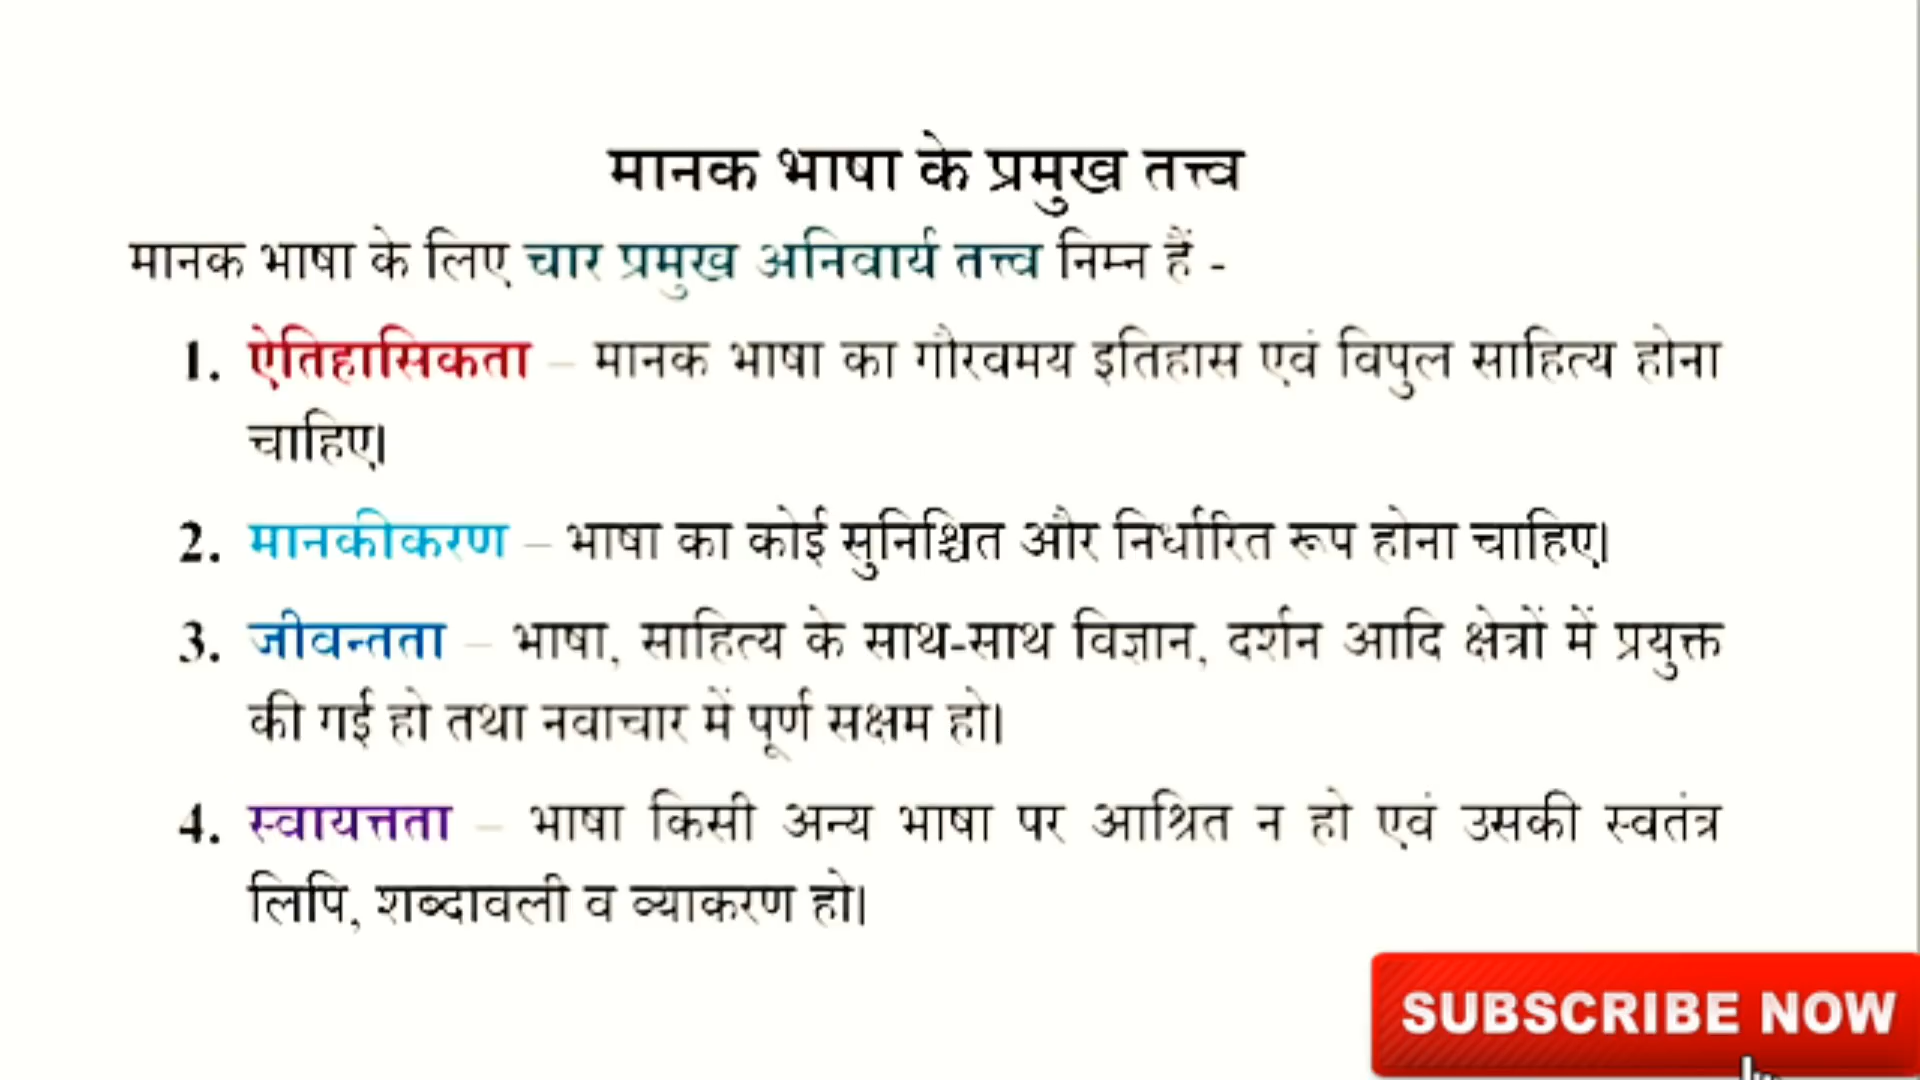 मानक भाषा के प्रमुख तत्त्व
मानक भाषा के लिए चार प्रमुख अनिवार्य तत्त्व निम्न हैं -
1. ऐतिहासिकता – मानक भाषा का गौरवमय इतिहास एवं विपुल साहित्य होना
चाहिए।
2. मानकीकरण – भाषा का कोई सुनिश्चित और निर्धारित रूप होना चाहिए।
3. जीवन्तता – भाषा, साहित्य के साथ-साथ विज्ञान, दर्शन आदि क्षेत्रों में प्रयुक्त
की गई हो तथा नवाचार में पूर्ण सक्षम हो।
4. स्वायत्तता – भाषा किसी अन्य भाषा पर आश्रित न हो एवं उसकी स्वतंत्र
लिपि, शब्दावली व व्याकरण हो।
SUBSCRIBE NOW